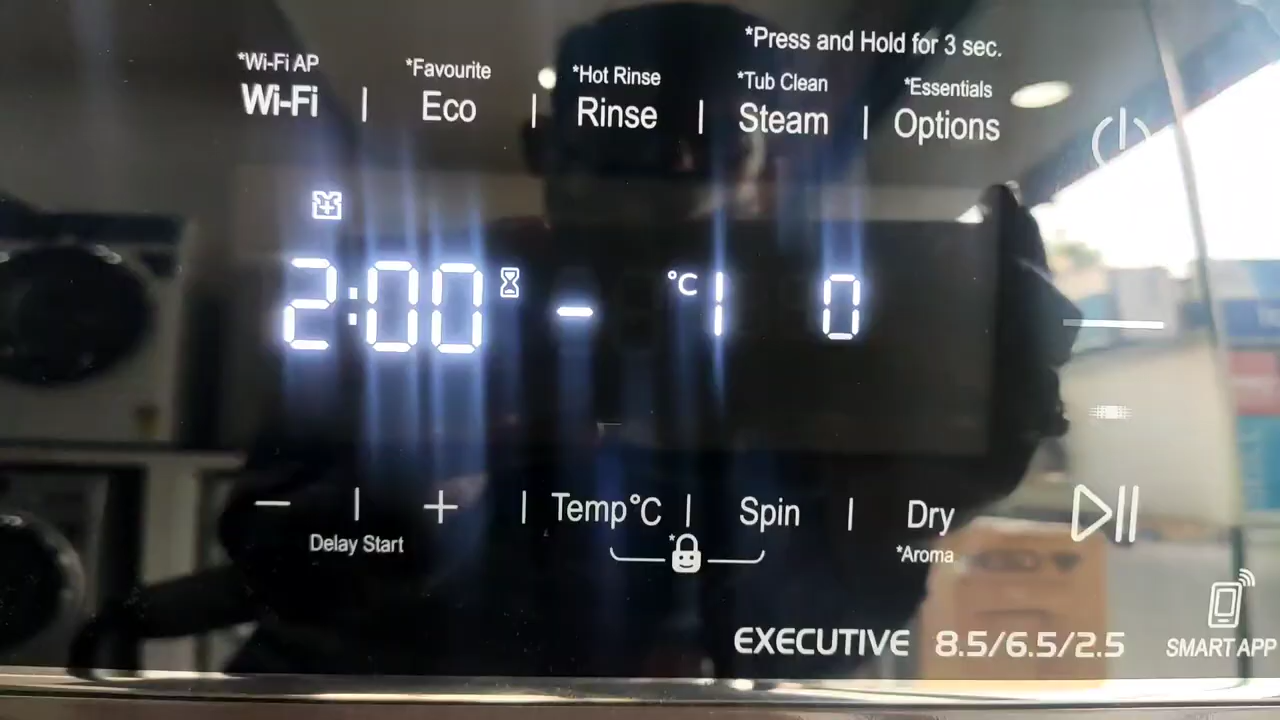 *Press and Hold for 3 sec.
*Wi-Fi AP *Favourite *Hot Rinse *Tub Clean *Essentials
Wi-Fi | Eco | Rinse | Steam | Options
2:00 - °C 0
− | + | Temp°C | Spin | Dry
Delay Start *Aroma
EXECUTIVE 8.5/6.5/2.5
SMART APP